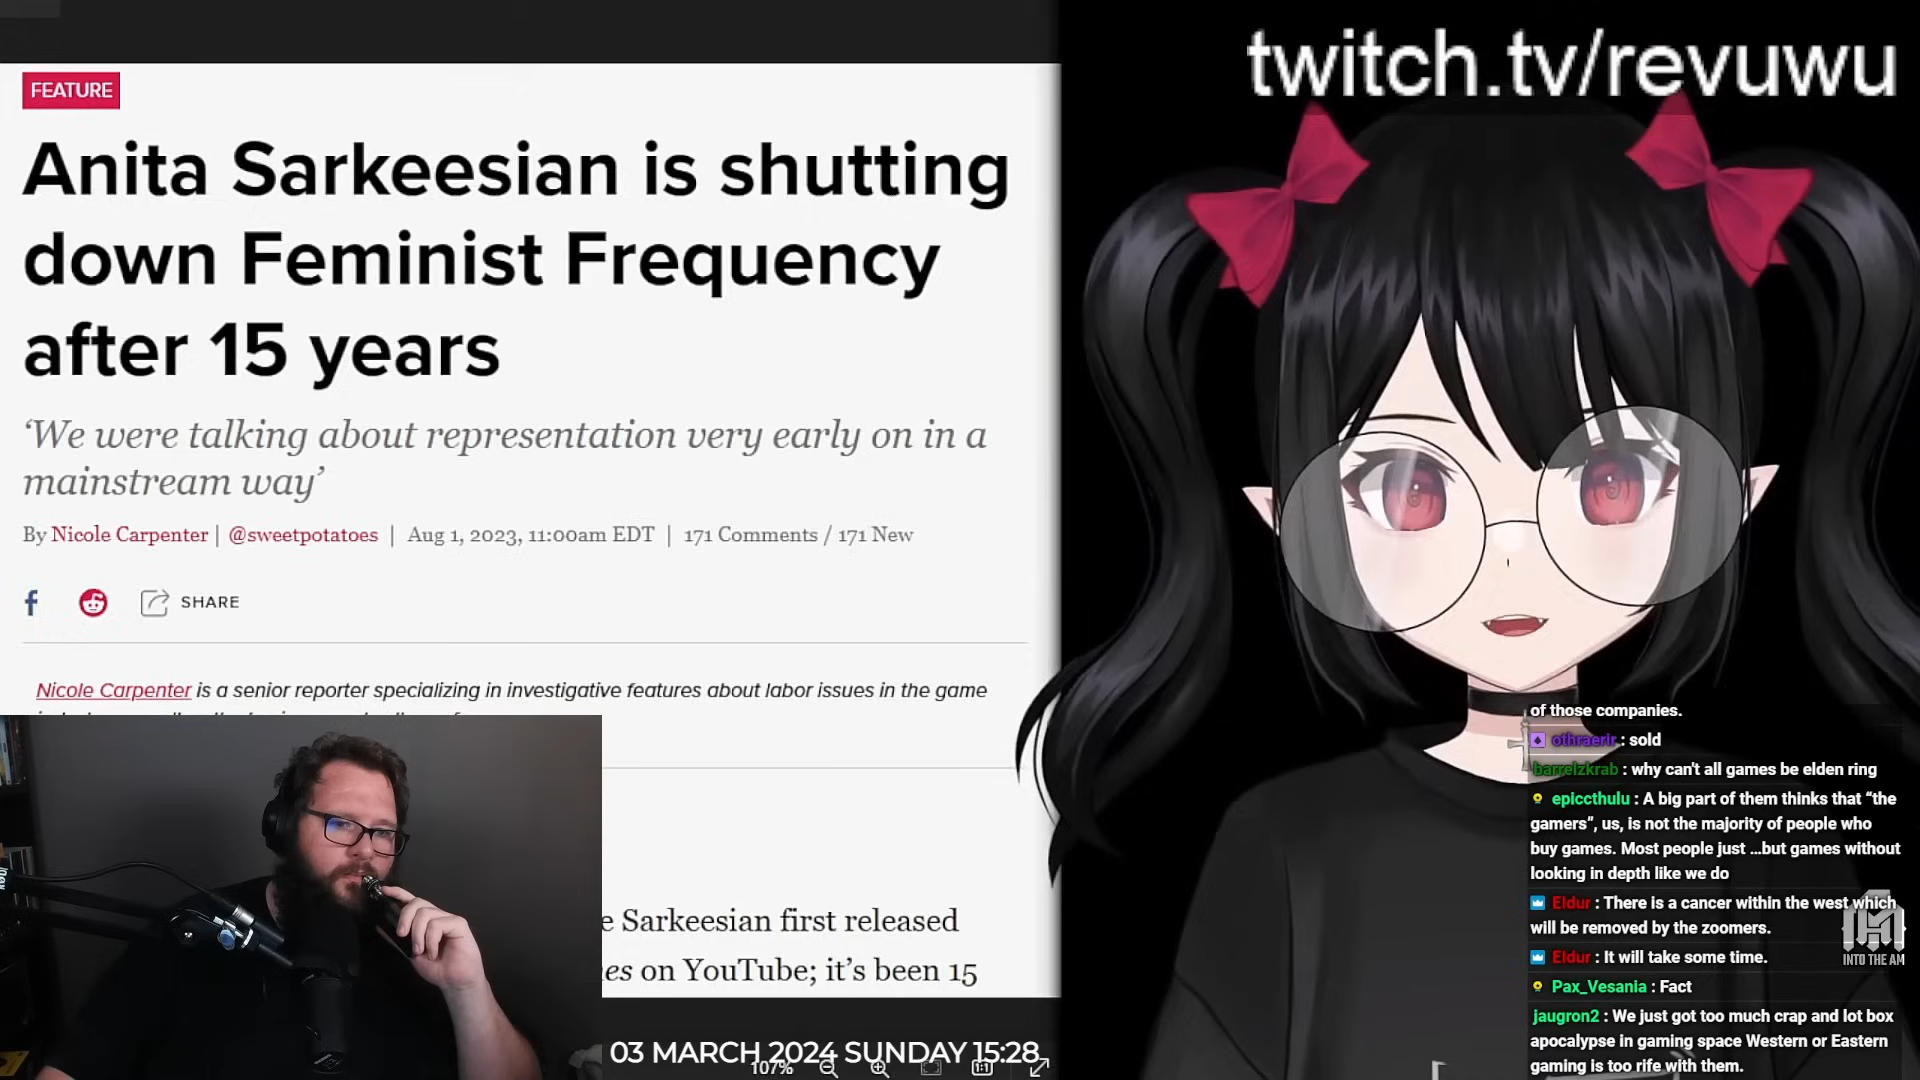 twitch.tv/revuwu
FEATURE
Anita Sarkeesian is shutting
down Feminist Frequency
after 15 years
‘We were talking about representation very early on in a
mainstream way’
By Nicole Carpenter | @sweetpotatoes | Aug 1, 2023, 11:00am EDT | 171 Comments / 171 New
SHARE
Nicole Carpenter is a senior reporter specializing in investigative features about labor issues in the game
e Sarkeesian first released
es on YouTube; it’s been 15
03 MARCH 2024 SUNDAY 15:28
107%
1:1
of those companies.
othraerir : sold
barrelzkrab : why can't all games be elden ring
epiccthulu : A big part of them thinks that “the
gamers”, us, is not the majority of people who
buy games. Most people just ...but games without
looking in depth like we do
Eldur : There is a cancer within the west which
will be removed by the zoomers.
Eldur : It will take some time.
Pax_Vesania : Fact
jaugron2 : We just got too much crap and lot box
apocalypse in gaming space Western or Eastern
gaming is too rife with them.
INTO THE AM